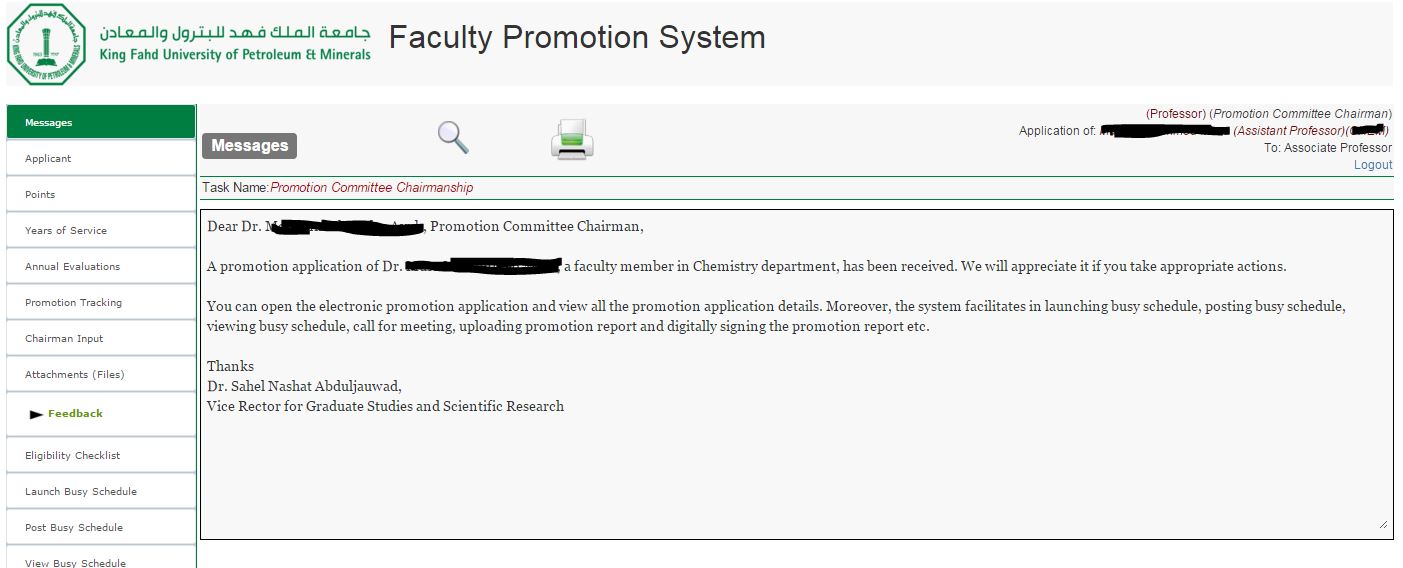 جامعة الملك فهد للبترول والمعادن
King Fahd University of Petroleum & Minerals
Faculty Promotion System
Messages
Applicant
Points
Years of Service
Annual Evaluations
Promotion Tracking
Chairman Input
Attachments (Files)
Feedback
Eligibility Checklist
Launch Busy Schedule
Post Busy Schedule
View Busy Schedule
(Professor) (Promotion Committee Chairman)
Application of: (Assistant Professor)
To: Associate Professor
Logout
Messages
Task Name:Promotion Committee Chairmanship
Dear Dr. , Promotion Committee Chairman,
A promotion application of Dr. , a faculty member in Chemistry department, has been received. We will appreciate it if you take appropriate actions.
You can open the electronic promotion application and view all the promotion application details. Moreover, the system facilitates in launching busy schedule, posting busy schedule,
viewing busy schedule, call for meeting, uploading promotion report and digitally signing the promotion report etc.
Thanks
Dr. Sahel Nashat Abduljauwad,
Vice Rector for Graduate Studies and Scientific Research